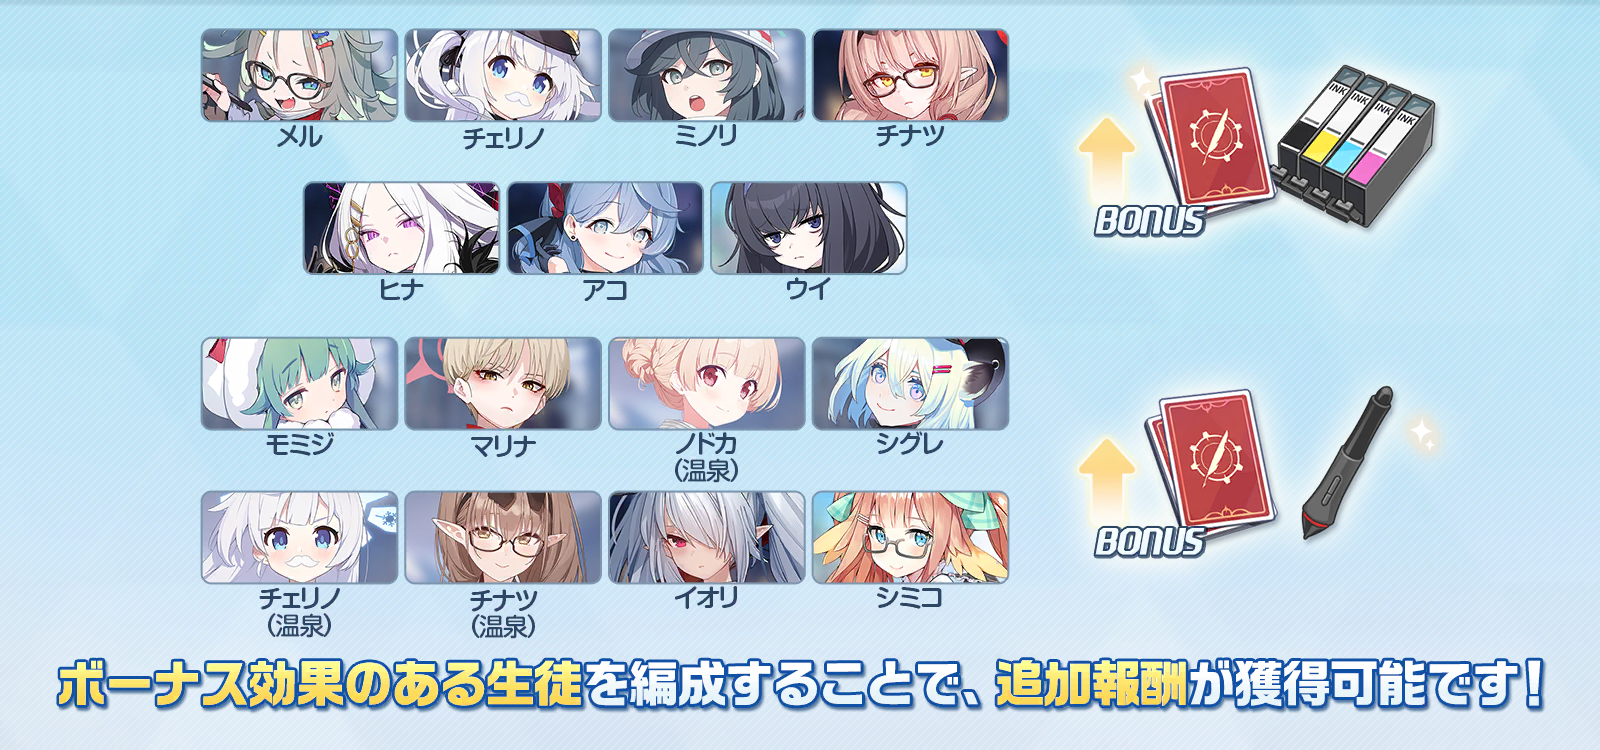 メル
チェリノ
ミノリ
チナツ
INK
INK
INK
INK
BONUS
ヒナ
アコ
ウイ
モミジ
マリナ
ノドカ
(温泉)
シグレ
BONUS
チェリノ
(温泉)
チナツ
(温泉)
イオリ
シミコ
ボーナス効果のある生徒を編成することで、追加報酬が獲得可能です!